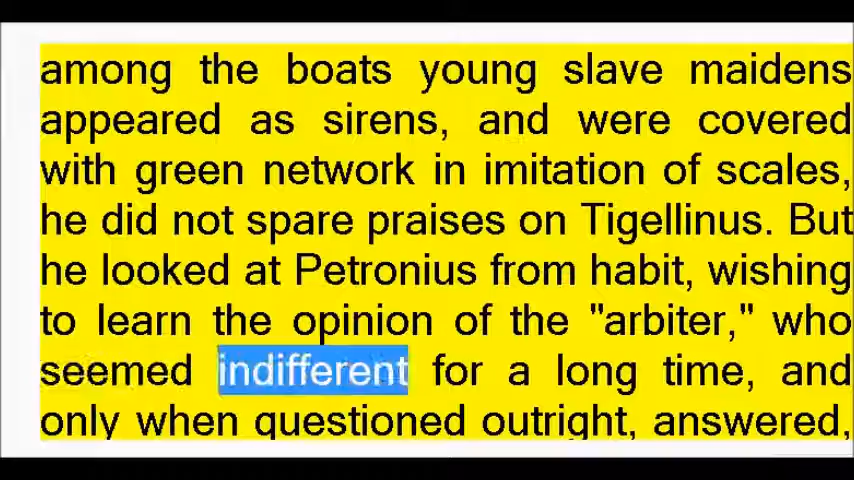 among the boats young slave maidens
appeared as sirens, and were covered
with green network in imitation of scales,
he did not spare praises on Tigellinus. But
he looked at Petronius from habit, wishing
to learn the opinion of the "arbiter," who
seemed indifferent for a long time, and
only when questioned outright, answered,